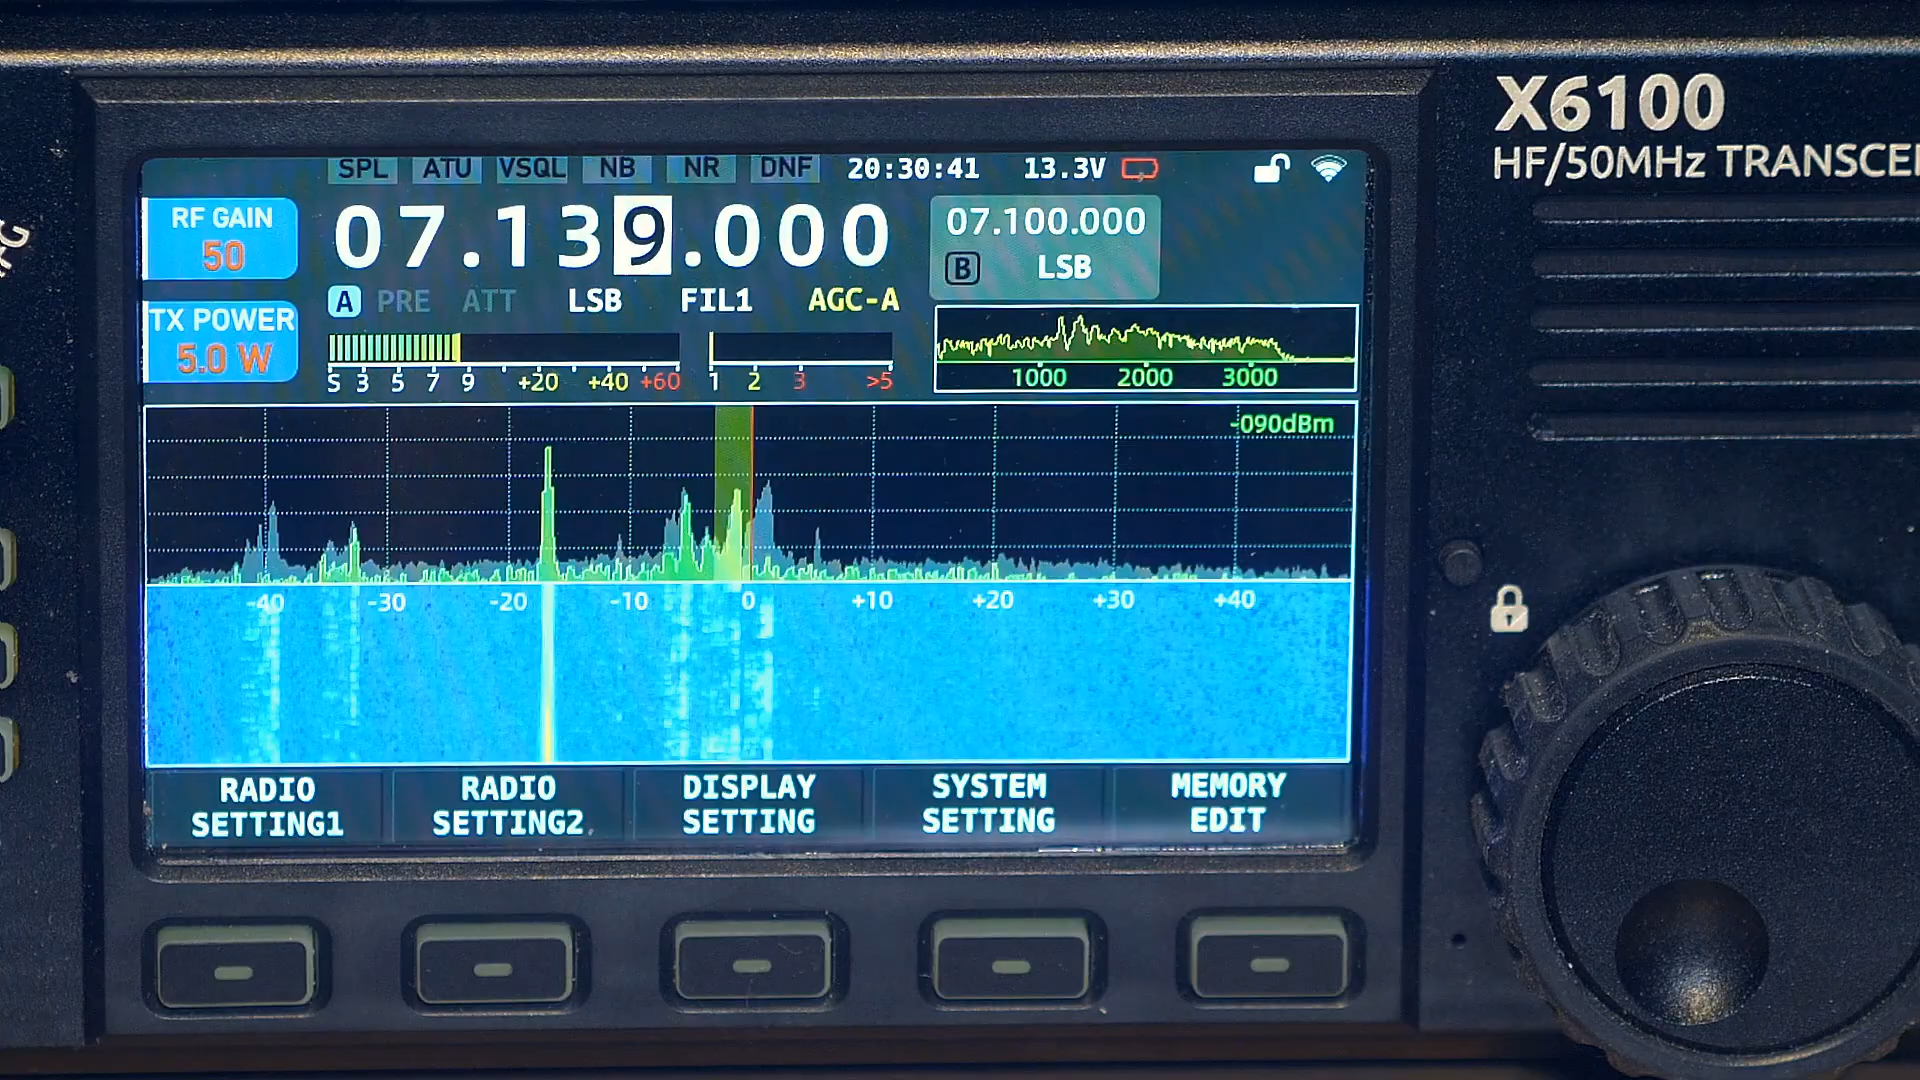 X6100
HF/50MHz TRANSCEI
SPL ATU VSQL NB NR DNF 20:30:41 13.3V
RF GAIN
50
07.139.000
07.100.000
B LSB
TX POWER
5.0 W
A PRE ATT LSB FIL1 AGC-A
S 3 5 7 9 +20 +40 +60
1 2 3 >5
1000 2000 3000
-090dBm
-40 -30 -20 -10 0 +10 +20 +30 +40
RADIO
SETTING1
RADIO
SETTING2
DISPLAY
SETTING
SYSTEM
SETTING
MEMORY
EDIT